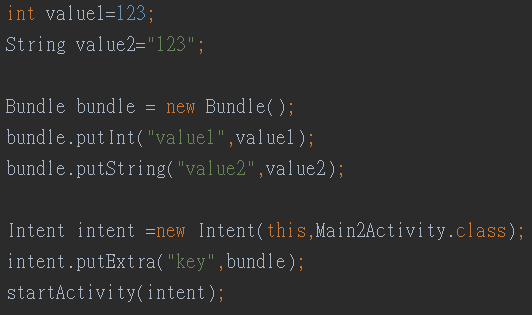 int value1=123;
String value2="123";
Bundle bundle = new Bundle();
bundle.putInt("value1",value1);
bundle.putString("value2",value2);
Intent intent =new Intent(this,Main2Activity.class);
intent.putExtra("key",bundle);
startActivity(intent);